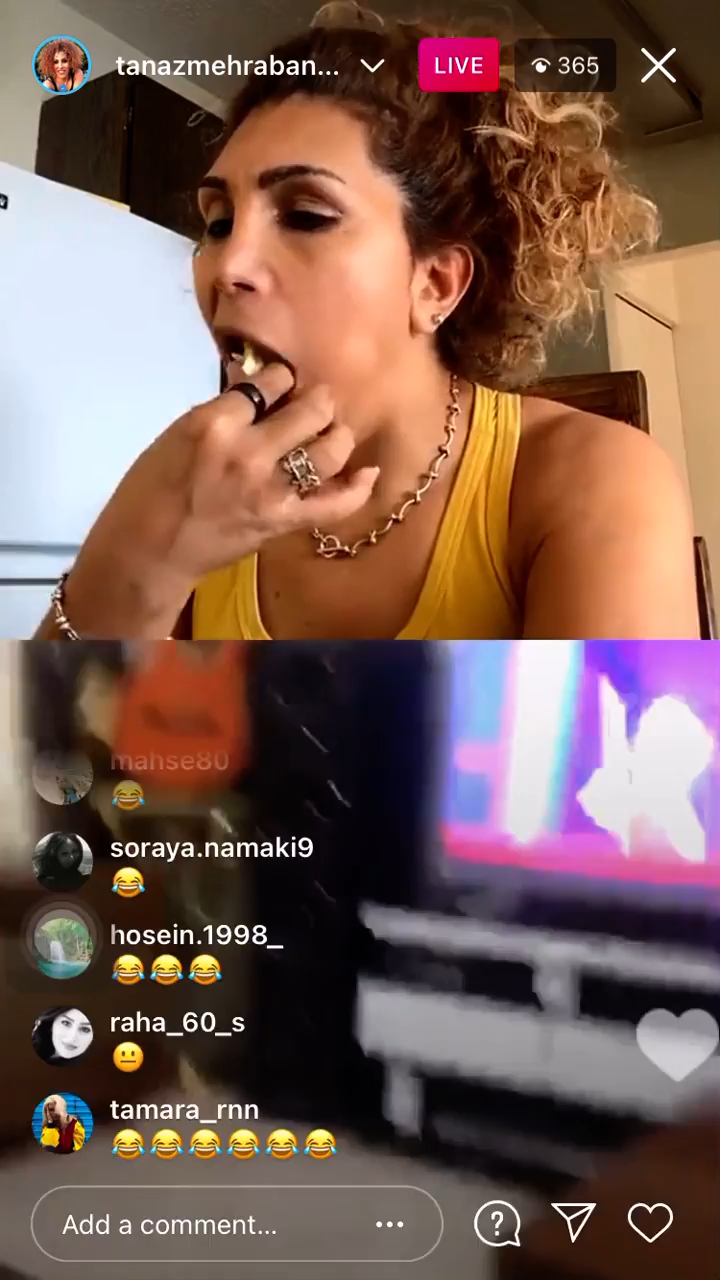 tanazmehraban...
LIVE
365
mahse80
😂
soraya.namaki9
😂
hosein.1998_
😂😂😂
raha_60_s
😐
tamara_rnn
😂😂😂😂😂😂
Add a comment...